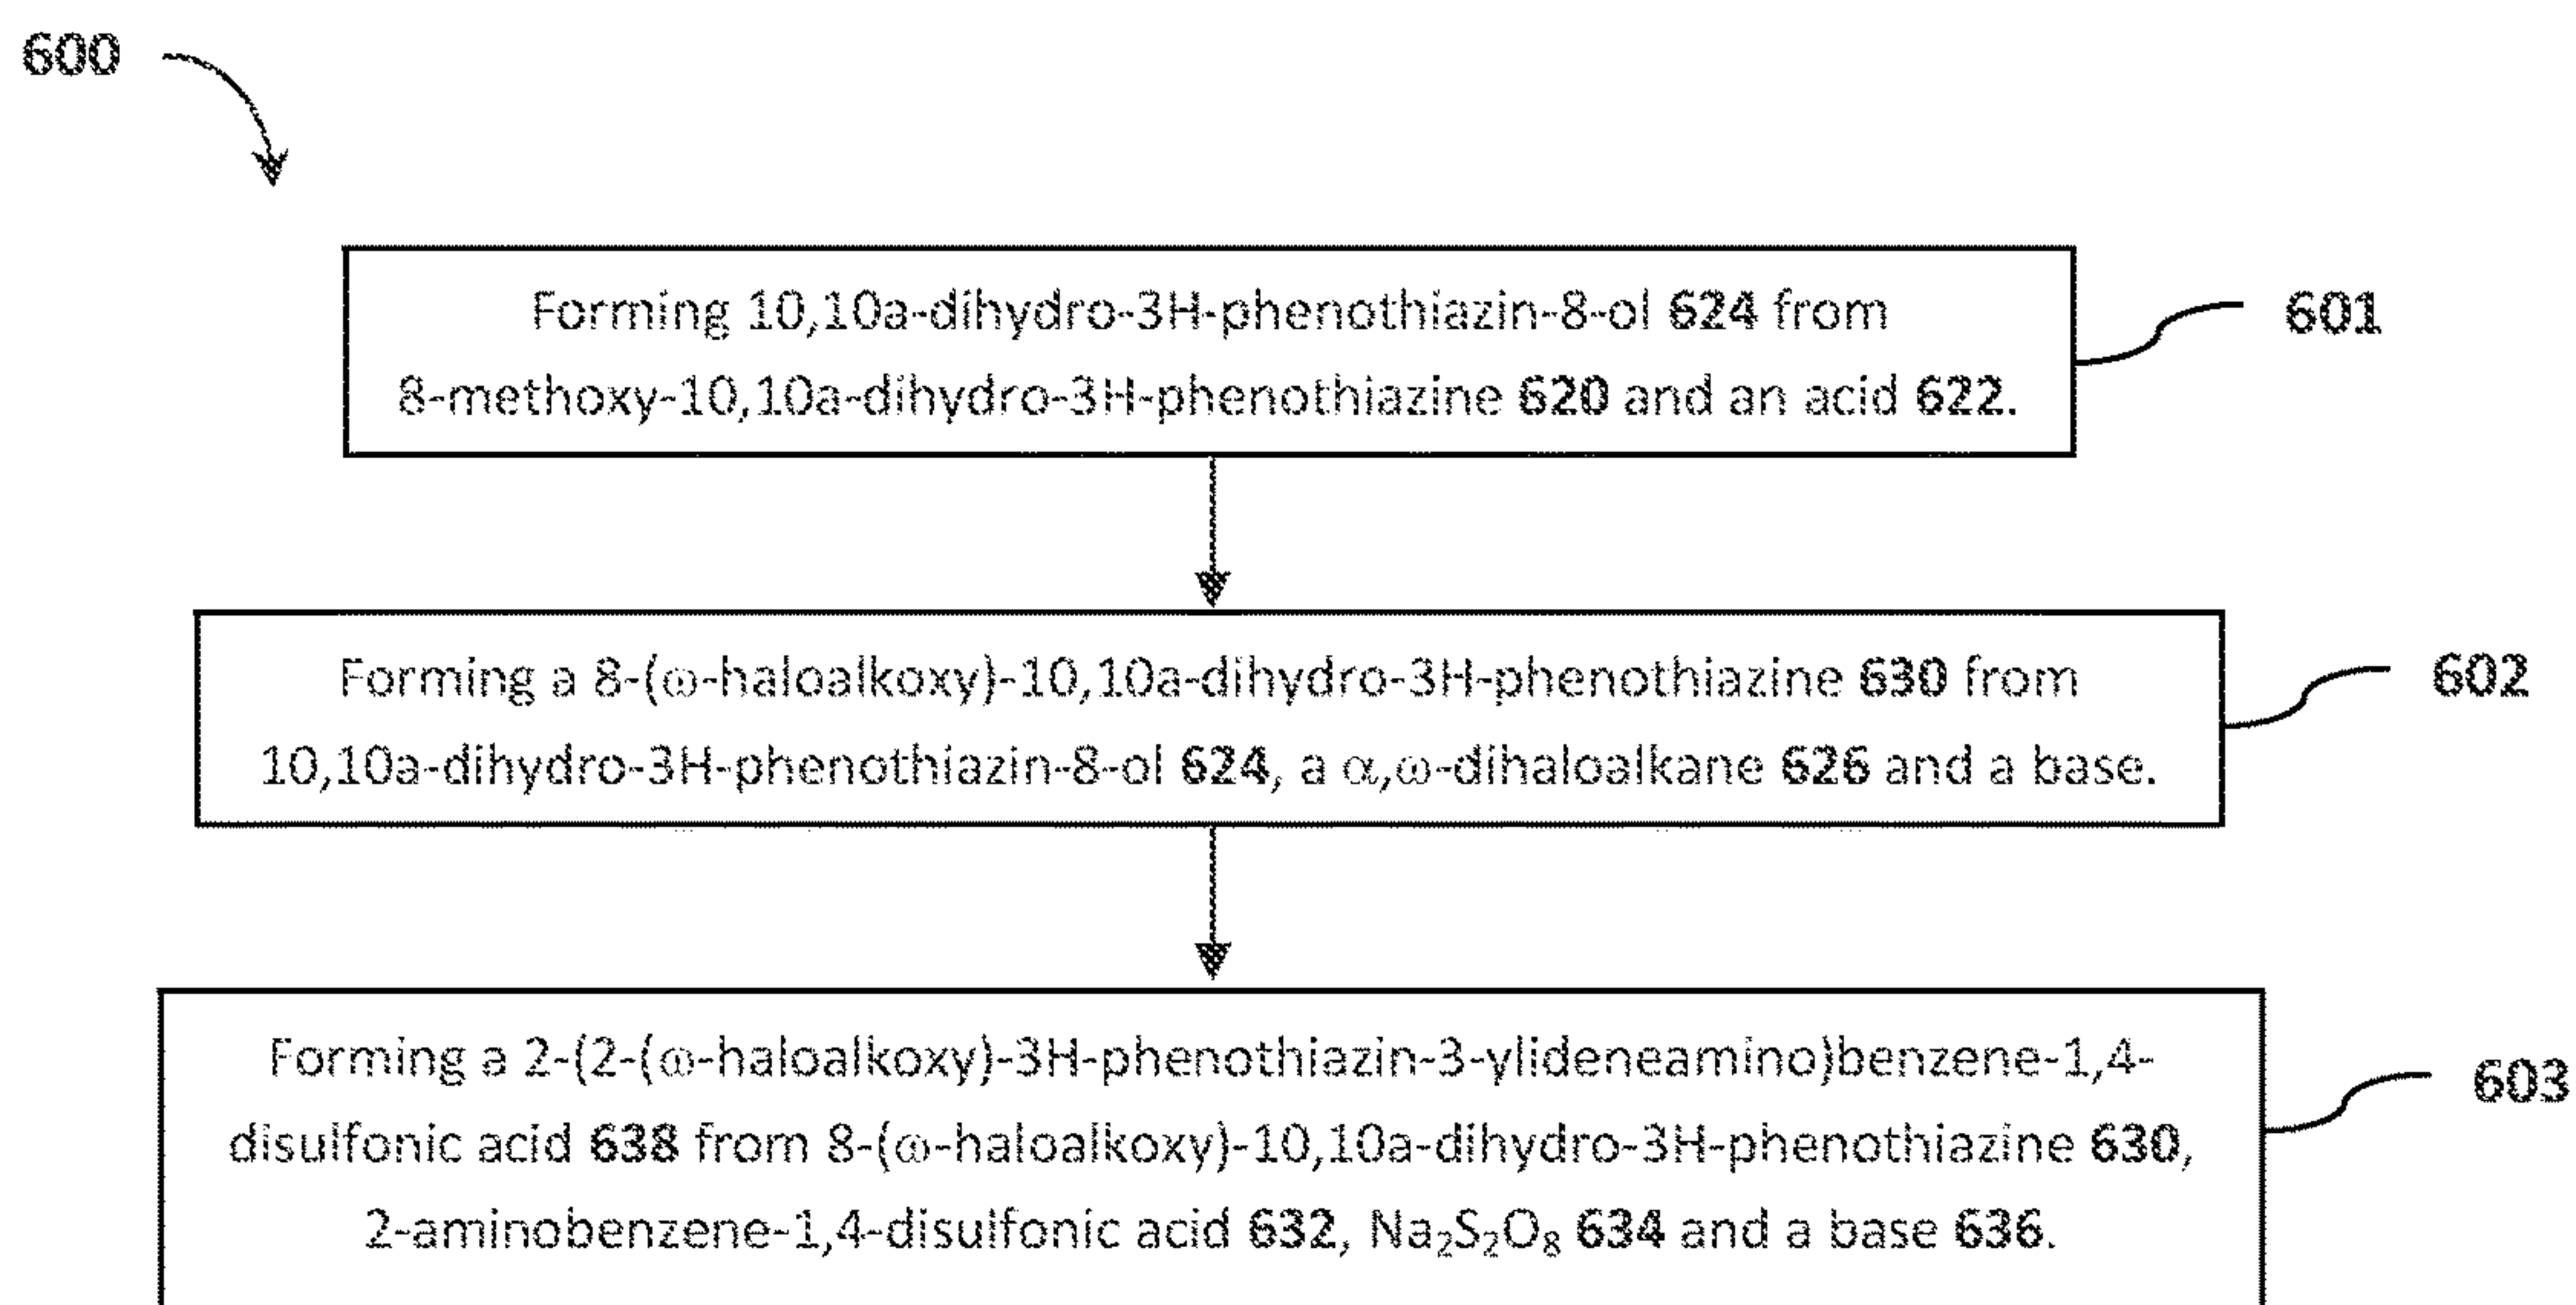 600
Forming 10,10a-dihydro-3H-phenothiazin-8-ol 624 from
8-methoxy-10,10a-dihydro-3H-phenothiazine 620 and an acid 622.
601
Forming a 8-(ω-haloalkoxy)-10,10a-dihydro-3H-phenothiazine 630 from
10,10a-dihydro-3H-phenothiazin-8-ol 624, a α,ω-dihaloalkane 626 and a base.
602
Forming a 2-(2-(ω-haloalkoxy)-3H-phenothiazin-3-ylideneamino)benzene-1,4-
disulfonic acid 638 from 8-(ω-haloalkoxy)-10,10a-dihydro-3H-phenothiazine 630,
2-aminobenzene-1,4-disulfonic acid 632, Na₂S₂O₈ 634 and a base 636.
603